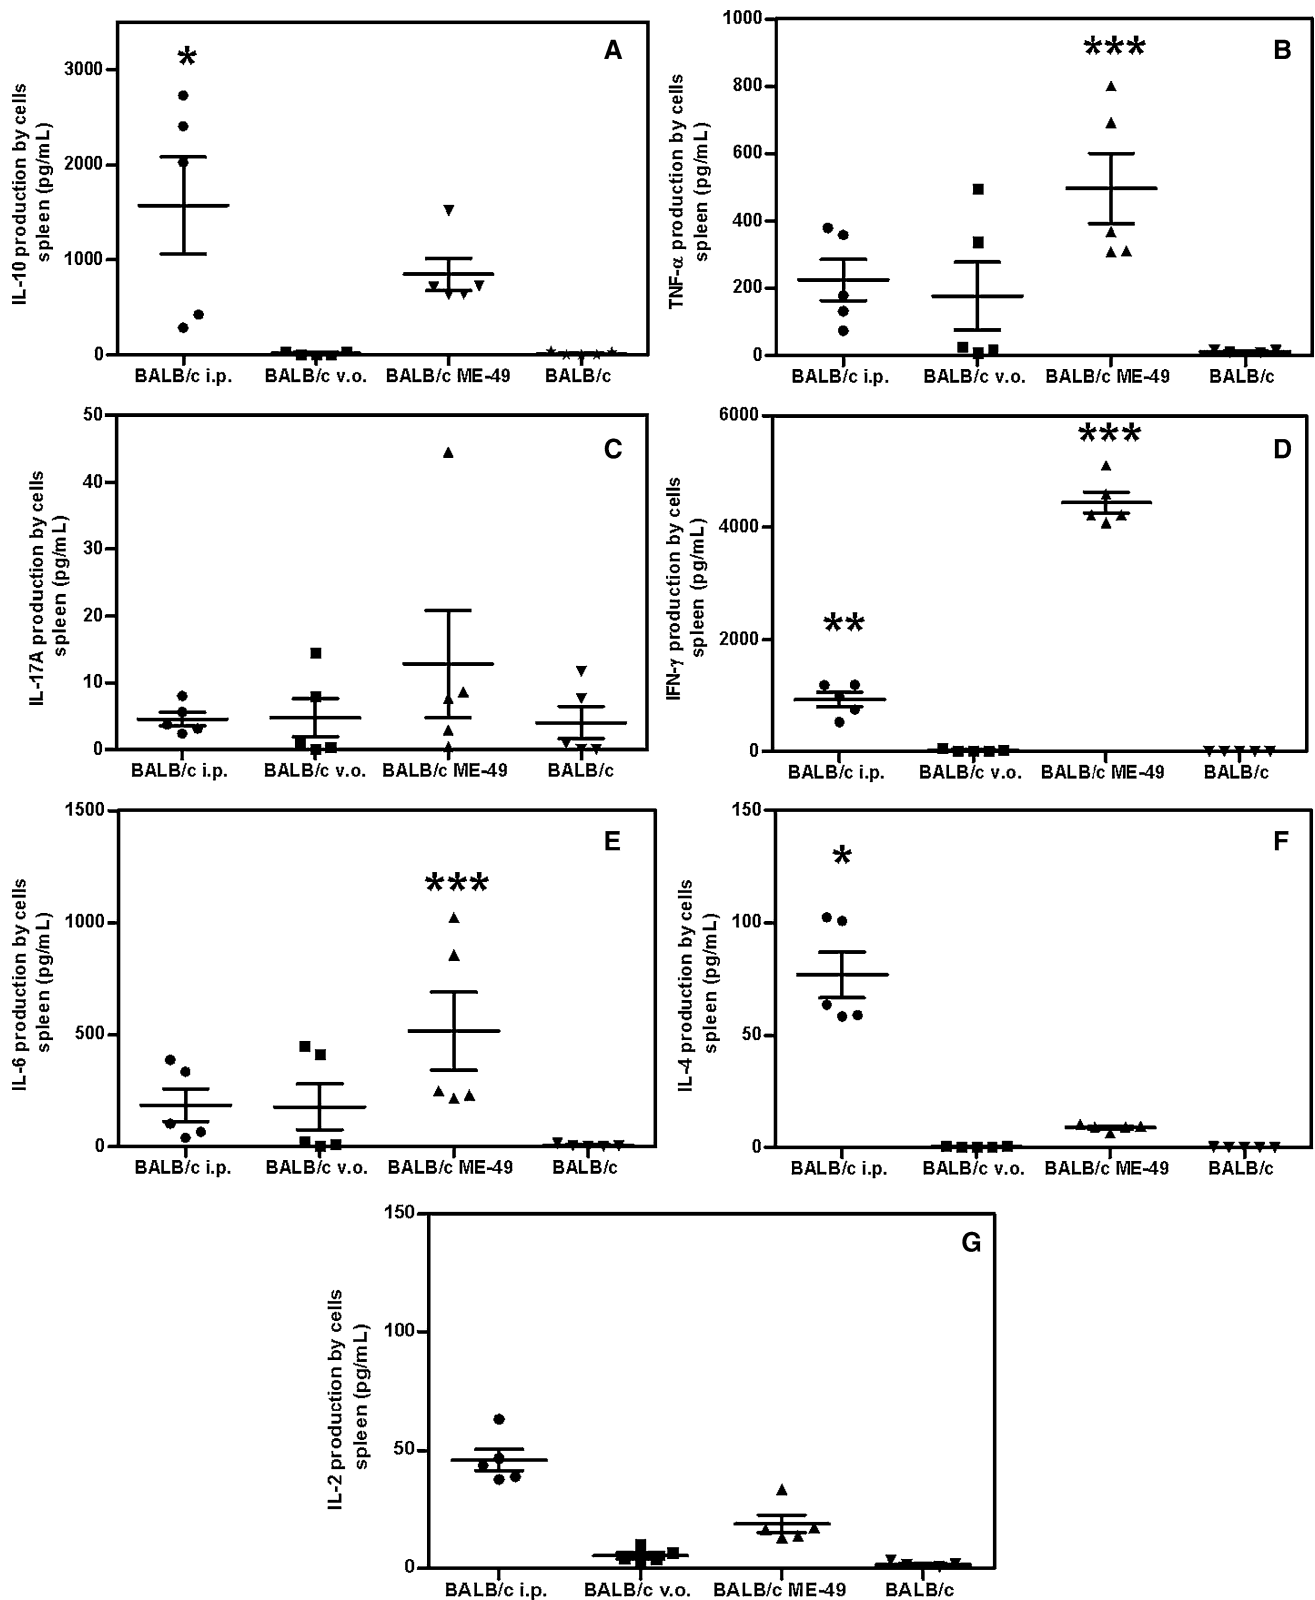 A
*
IL-10 production by cells
spleen (pg/mL)
3000
2000
1000
0
BALB/c i.p. BALB/c v.o. BALB/c ME-49 BALB/c
B
***
TNF-α production by cells
spleen (pg/mL)
1000
800
600
400
200
0
BALB/c i.p. BALB/c v.o. BALB/c ME-49 BALB/c
C
IL-17A production by cells
spleen (pg/mL)
50
40
30
20
10
0
BALB/c i.p. BALB/c v.o. BALB/c ME-49 BALB/c
D
***
**
IFN-γ production by cells
spleen (pg/mL)
6000
4000
2000
0
BALB/c i.p. BALB/c v.o. BALB/c ME-49 BALB/c
E
***
IL-6 production by cells
spleen (pg/mL)
1500
1000
500
0
BALB/c i.p. BALB/c v.o. BALB/c ME-49 BALB/c
F
*
IL-4 production by cells
spleen (pg/mL)
150
100
50
0
BALB/c i.p. BALB/c v.o. BALB/c ME-49 BALB/c
G
IL-2 production by cells
spleen (pg/mL)
150
100
50
0
BALB/c i.p. BALB/c v.o. BALB/c ME-49 BALB/c